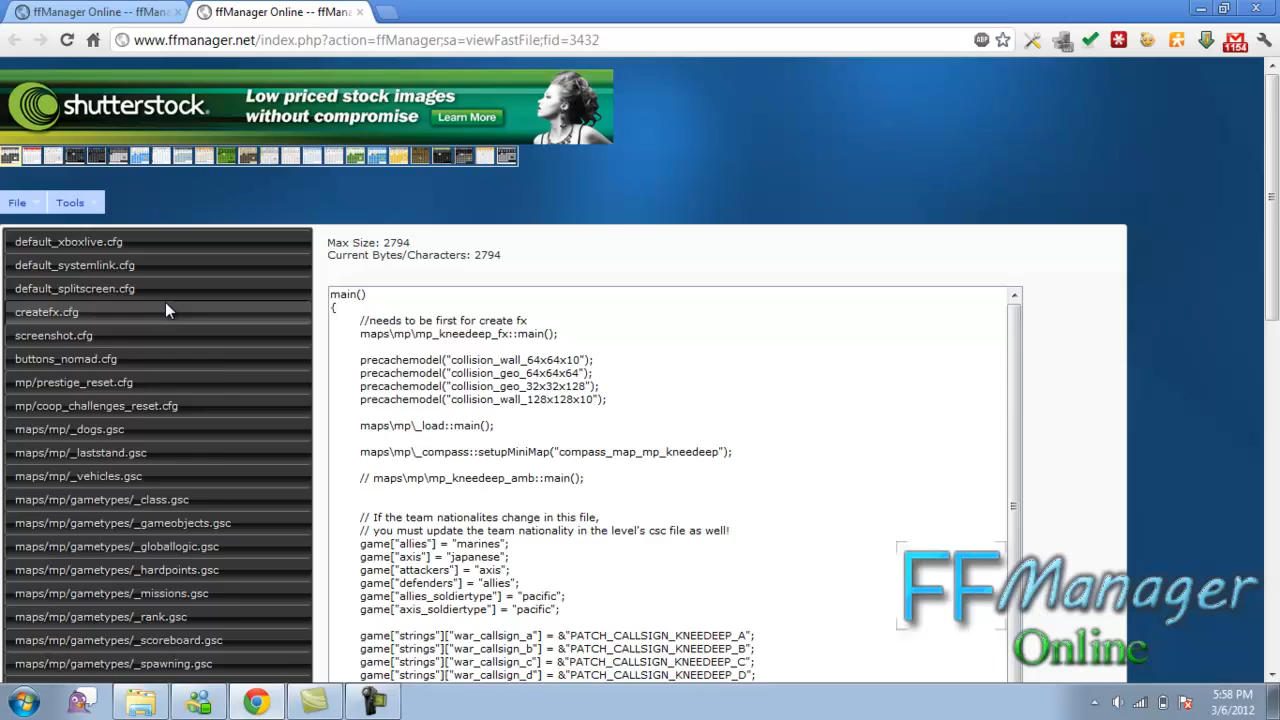 ffManager Online -- ffMan
ffManager Online -- ffMana
www.ffmanager.net/index.php?action=ffManager;sa=viewFastFile;fid=3432
ABP
1154
shutterstock.
Low priced stock images
without compromise
Learn More
File
Tools
default_xboxlive.cfg
default_systemlink.cfg
default_splitscreen.cfg
createfx.cfg
screenshot.cfg
buttons_nomad.cfg
mp/prestige_reset.cfg
mp/coop_challenges_reset.cfg
maps/mp/_dogs.gsc
maps/mp/_laststand.gsc
maps/mp/_vehicles.gsc
maps/mp/gametypes/_class.gsc
maps/mp/gametypes/_gameobjects.gsc
maps/mp/gametypes/_globallogic.gsc
maps/mp/gametypes/_hardpoints.gsc
maps/mp/gametypes/_missions.gsc
maps/mp/gametypes/_rank.gsc
maps/mp/gametypes/_scoreboard.gsc
maps/mp/gametypes/_spawning.gsc
Max Size: 2794
Current Bytes/Characters: 2794
main()
{
//needs to be first for create fx
maps\mp\mp_kneedeep_fx::main();
precachemodel("collision_wall_64x64x10");
precachemodel("collision_geo_64x64x64");
precachemodel("collision_geo_32x32x128");
precachemodel("collision_wall_128x128x10");
maps\mp\_load::main();
maps\mp\_compass::setupMiniMap("compass_map_mp_kneedeep");
// maps\mp\mp_kneedeep_amb::main();
// If the team nationalites change in this file,
// you must update the team nationality in the level's csc file as well!
game["allies"] = "marines";
game["axis"] = "japanese";
game["attackers"] = "axis";
game["defenders"] = "allies";
game["allies_soldiertype"] = "pacific";
game["axis_soldiertype"] = "pacific";
game["strings"]["war_callsign_a"] = &"PATCH_CALLSIGN_KNEEDEEP_A";
game["strings"]["war_callsign_b"] = &"PATCH_CALLSIGN_KNEEDEEP_B";
game["strings"]["war_callsign_c"] = &"PATCH_CALLSIGN_KNEEDEEP_C";
game["strings"]["war_callsign_d"] = &"PATCH_CALLSIGN_KNEEDEEP_D";
FFManager
Online
5:58 PM
3/6/2012